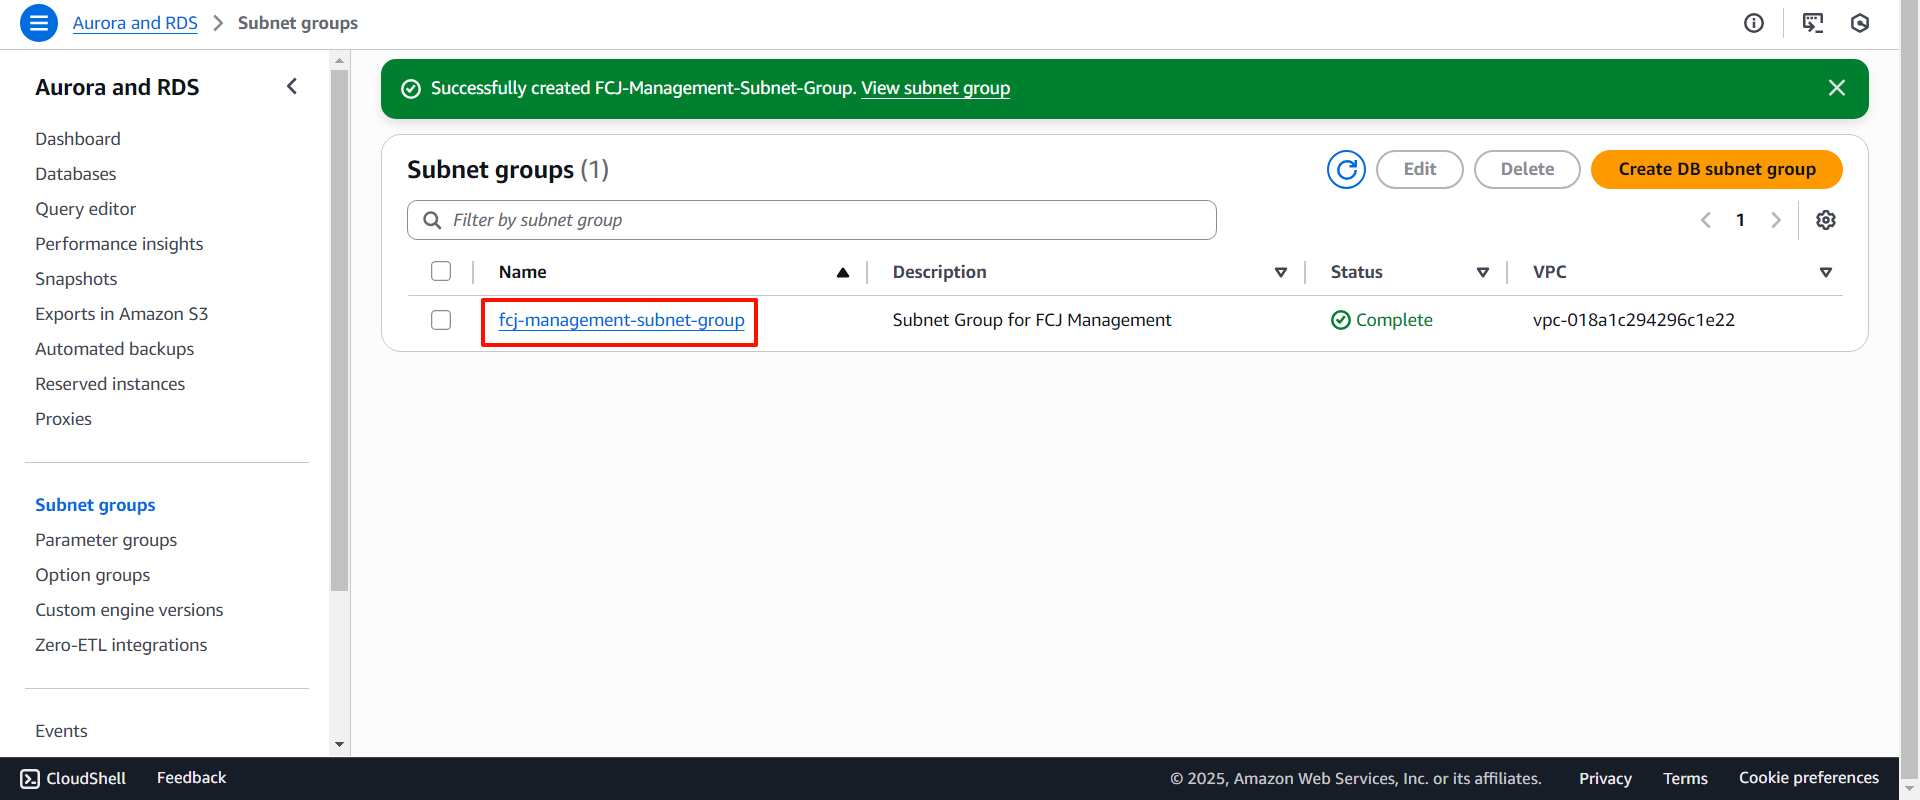 Aurora and RDS > Subnet groups
Aurora and RDS
Dashboard
Databases
Query editor
Performance insights
Snapshots
Exports in Amazon S3
Automated backups
Reserved instances
Proxies
Subnet groups
Parameter groups
Option groups
Custom engine versions
Zero-ETL integrations
Events
Successfully created FCJ-Management-Subnet-Group. View subnet group
Subnet groups (1)
Edit
Delete
Create DB subnet group
Filter by subnet group
1
Name Description Status VPC
fcj-management-subnet-group Subnet Group for FCJ Management Complete vpc-018a1c294296c1e22
CloudShell Feedback © 2025, Amazon Web Services, Inc. or its affiliates. Privacy Terms Cookie preferences